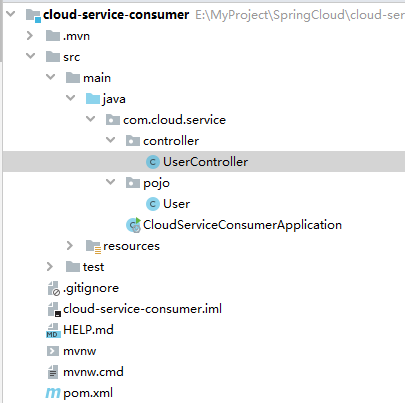 cloud-service-consumer E:\MyProject\SpringCloud\cloud-ser
.mvn
src
main
java
com.cloud.service
controller
UserController
pojo
User
CloudServiceConsumerApplication
resources
test
.gitignore
cloud-service-consumer.iml
HELP.md
mvnw
mvnw.cmd
pom.xml